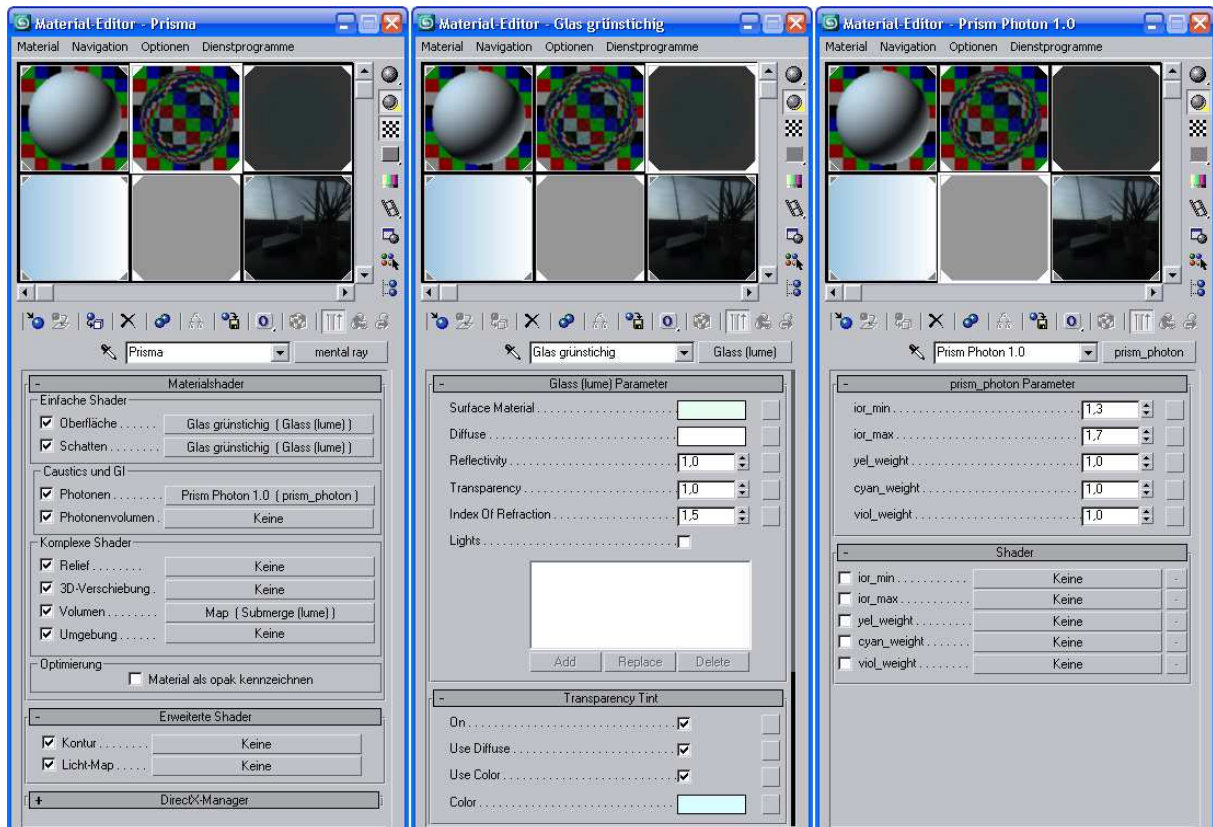 Material-Editor - Prisma
Material Navigation Optionen Dienstprogramme
Prisma
mental ray
Materialshader
Einfache Shader
Oberfläche . . . . . . Glas grünstichig ( Glass (lume) )
Schatten . . . . . . . Glas grünstichig ( Glass (lume) )
Caustics und GI
Photonen . . . . . . . . Prism Photon 1.0 ( prism_photon )
Photonenvolumen . Keine
Komplexe Shader
Relief . . . . . . . . Keine
3D-Verschiebung . Keine
Volumen . . . . . . . . Map ( Submerge (lume) )
Umgebung . . . . . . Keine
Optimierung
Material als opak kennzeichnen
Erweiterte Shader
Kontur . . . . . . . . Keine
Licht-Map . . . . . Keine
DirectX-Manager
Material-Editor - Glas grünstichig
Material Navigation Optionen Dienstprogramme
Glas grünstichig
Glass (lume)
Glass (lume) Parameter
Surface Material
Diffuse
Reflectivity 1,0
Transparency 1,0
Index Of Refraction 1,5
Lights
Add Replace Delete
Transparency Tint
On
Use Diffuse
Use Color
Color
Material-Editor - Prism Photon 1.0
Material Navigation Optionen Dienstprogramme
Prism Photon 1.0
prism_photon
prism_photon Parameter
ior_min 1,3
ior_max 1,7
yel_weight 1,0
cyan_weight 1,0
viol_weight 1,0
Shader
ior_min Keine
ior_max Keine
yel_weight Keine
cyan_weight Keine
viol_weight Keine